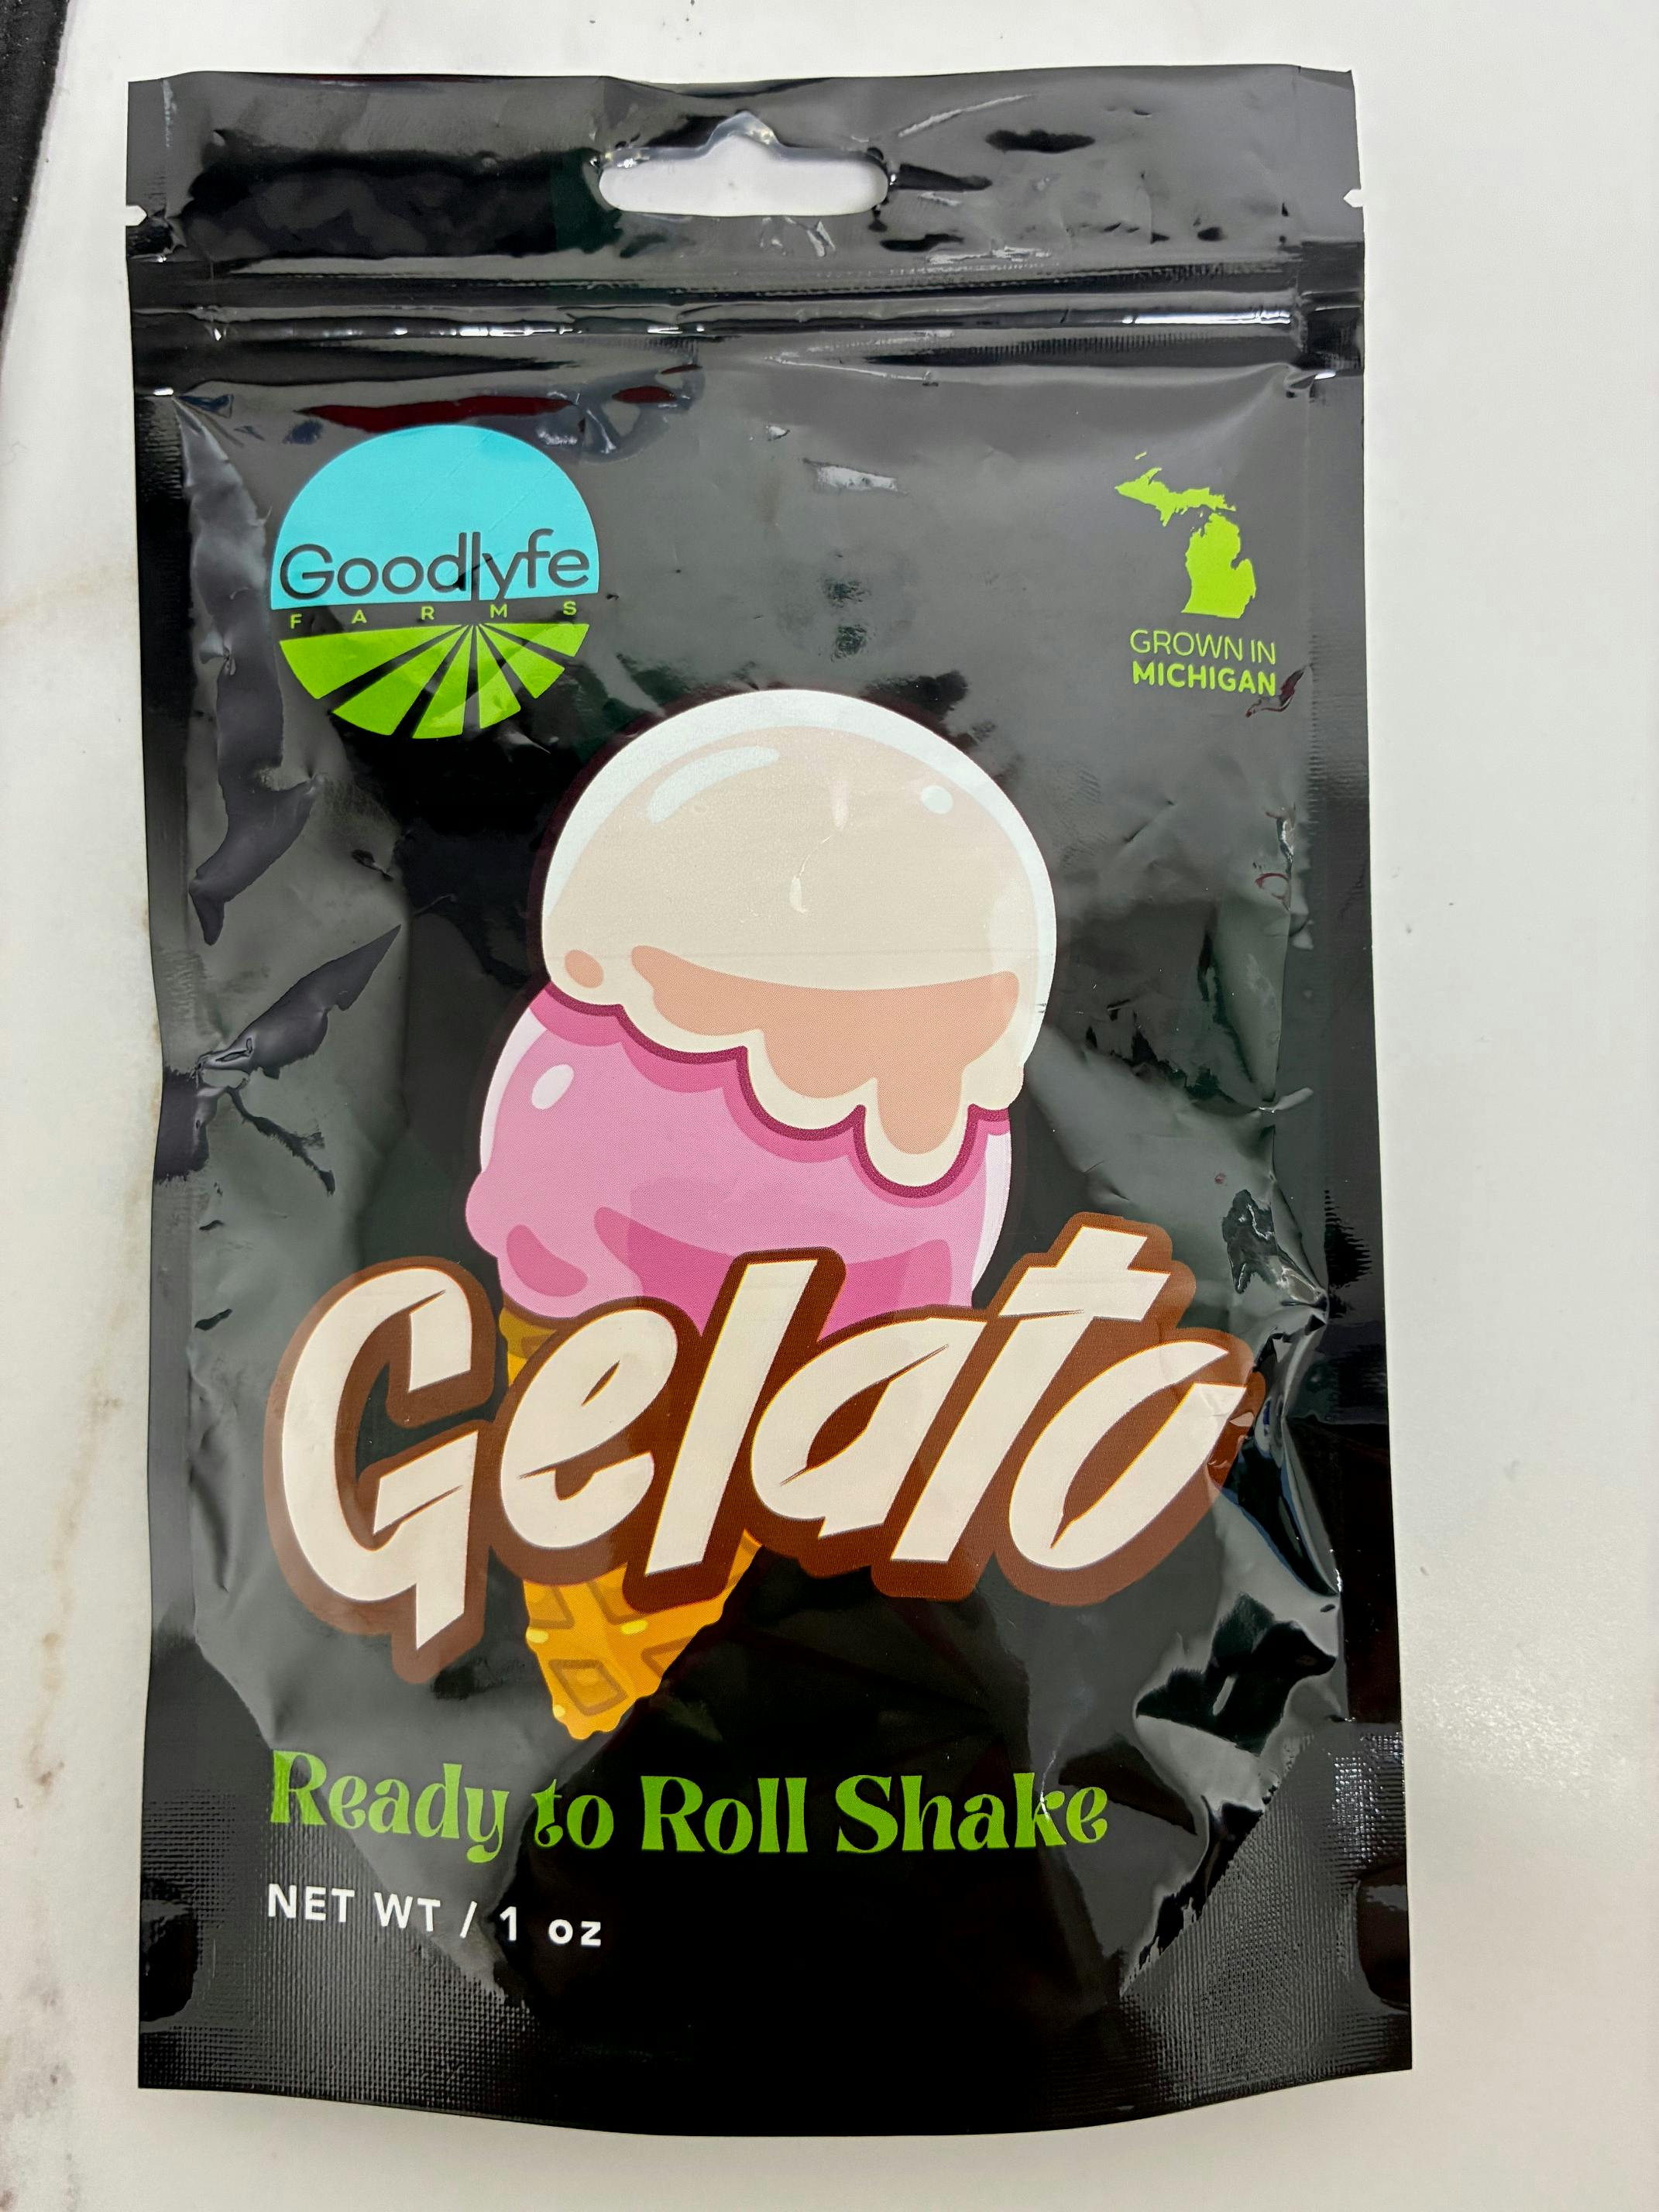 Goodlyfe
FARMS
GROWN IN
MICHIGAN
Gelato
Ready to Roll Shake
NET WT / 1 oz